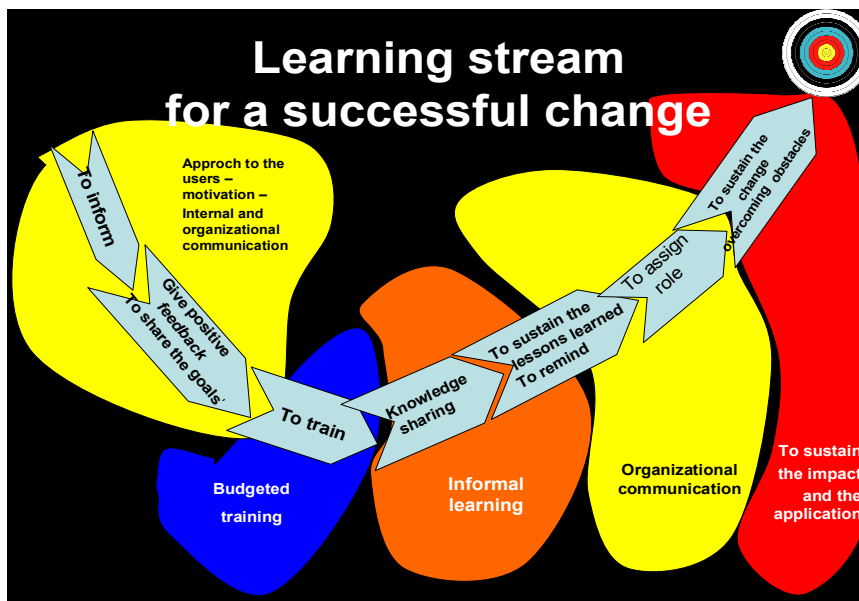 Learning stream
for a successful change
Approch to the
users –
motivation –
Internal and
organizational
communication
To inform
Give positive
feedback
To share the goals’
To train
Knowledge
sharing
To sustain the
lessons learned
To remind
To assign
role
To sustain the
change
overcoming obstacles
Budgeted
training
Informal
learning
Organizational
communication
To sustain
the impact
and the
application